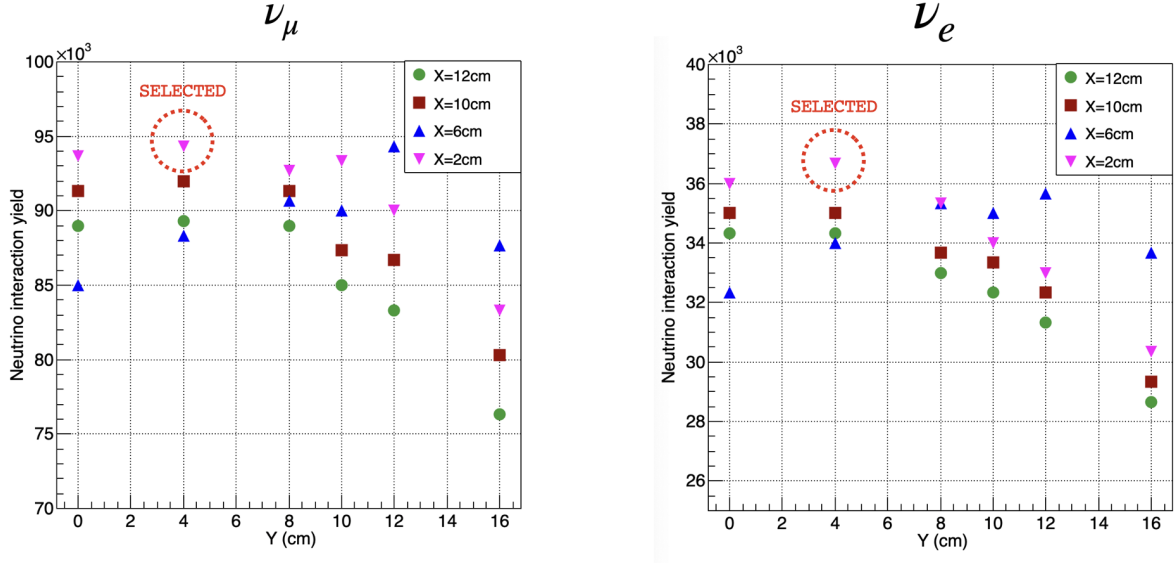 ν_μ
×10³
100
95
90
85
80
75
70
Neutrino interaction yield
SELECTED
X=12cm
X=10cm
X=6cm
X=2cm
0 2 4 6 8 10 12 14 16
Y (cm)
ν_e
×10³
40
38
36
34
32
30
28
26
Neutrino interaction yield
SELECTED
X=12cm
X=10cm
X=6cm
X=2cm
0 2 4 6 8 10 12 14 16
Y (cm)